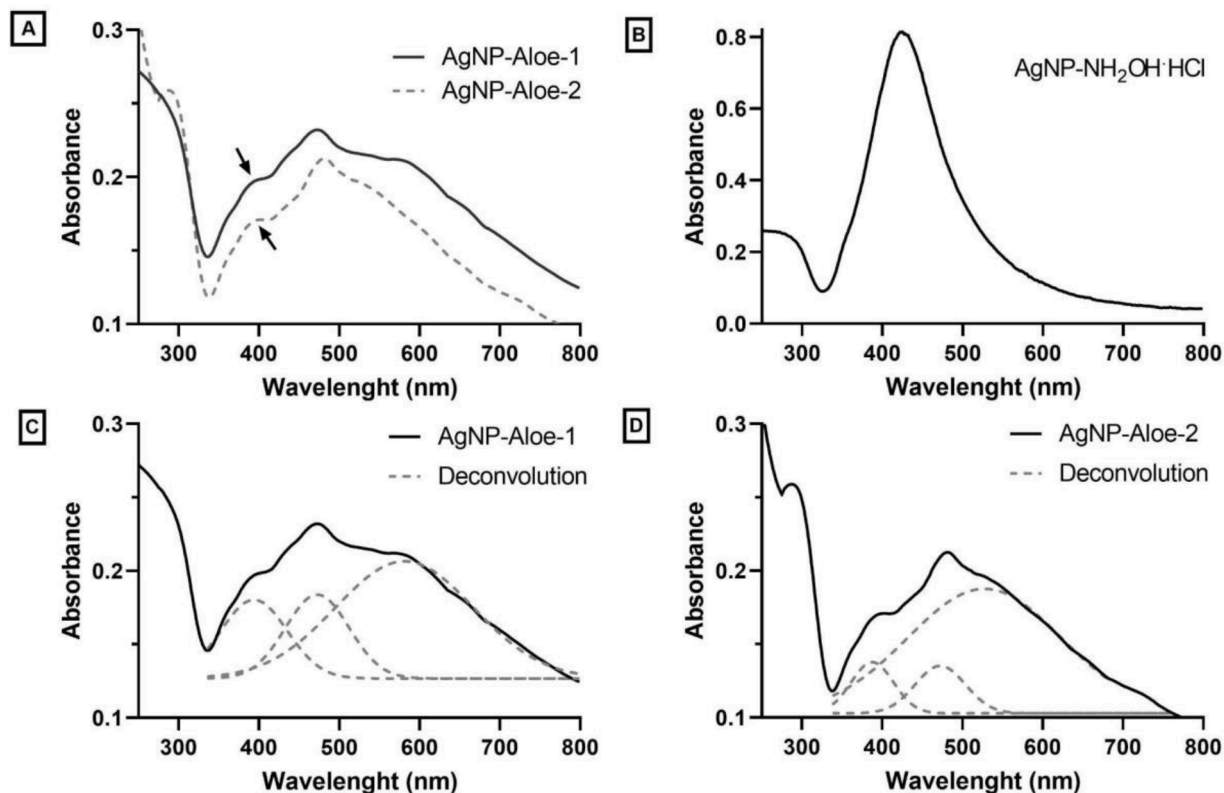 A
0.3
0.2
0.1
Absorbance
AgNP-Aloe-1
AgNP-Aloe-2
300 400 500 600 700 800
Wavelenght (nm)
B
0.8
0.6
0.4
0.2
0.0
Absorbance
AgNP-NH₂OH·HCl
300 400 500 600 700 800
Wavelenght (nm)
C
0.3
0.2
0.1
Absorbance
AgNP-Aloe-1
Deconvolution
300 400 500 600 700 800
Wavelenght (nm)
D
0.3
0.2
0.1
Absorbance
AgNP-Aloe-2
Deconvolution
300 400 500 600 700 800
Wavelenght (nm)